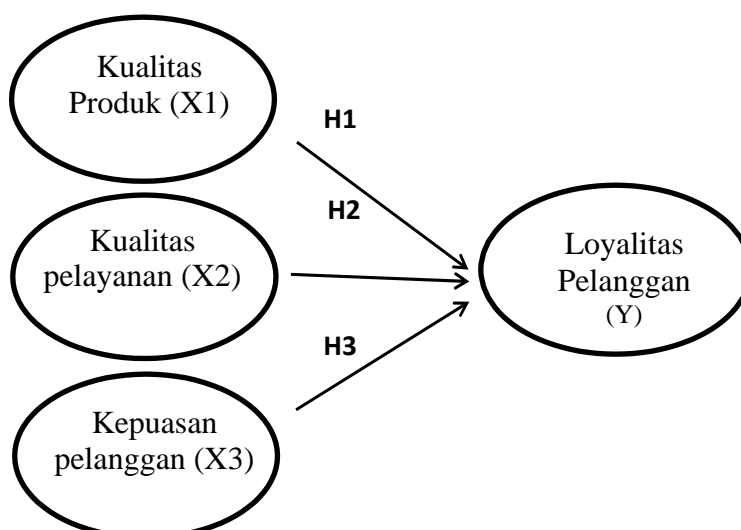 Kualitas
Produk (X1)
H1
H2
Kualitas
pelayanan (X2)
Loyalitas
Pelanggan
(Y)
H3
Kepuasan
pelanggan (X3)